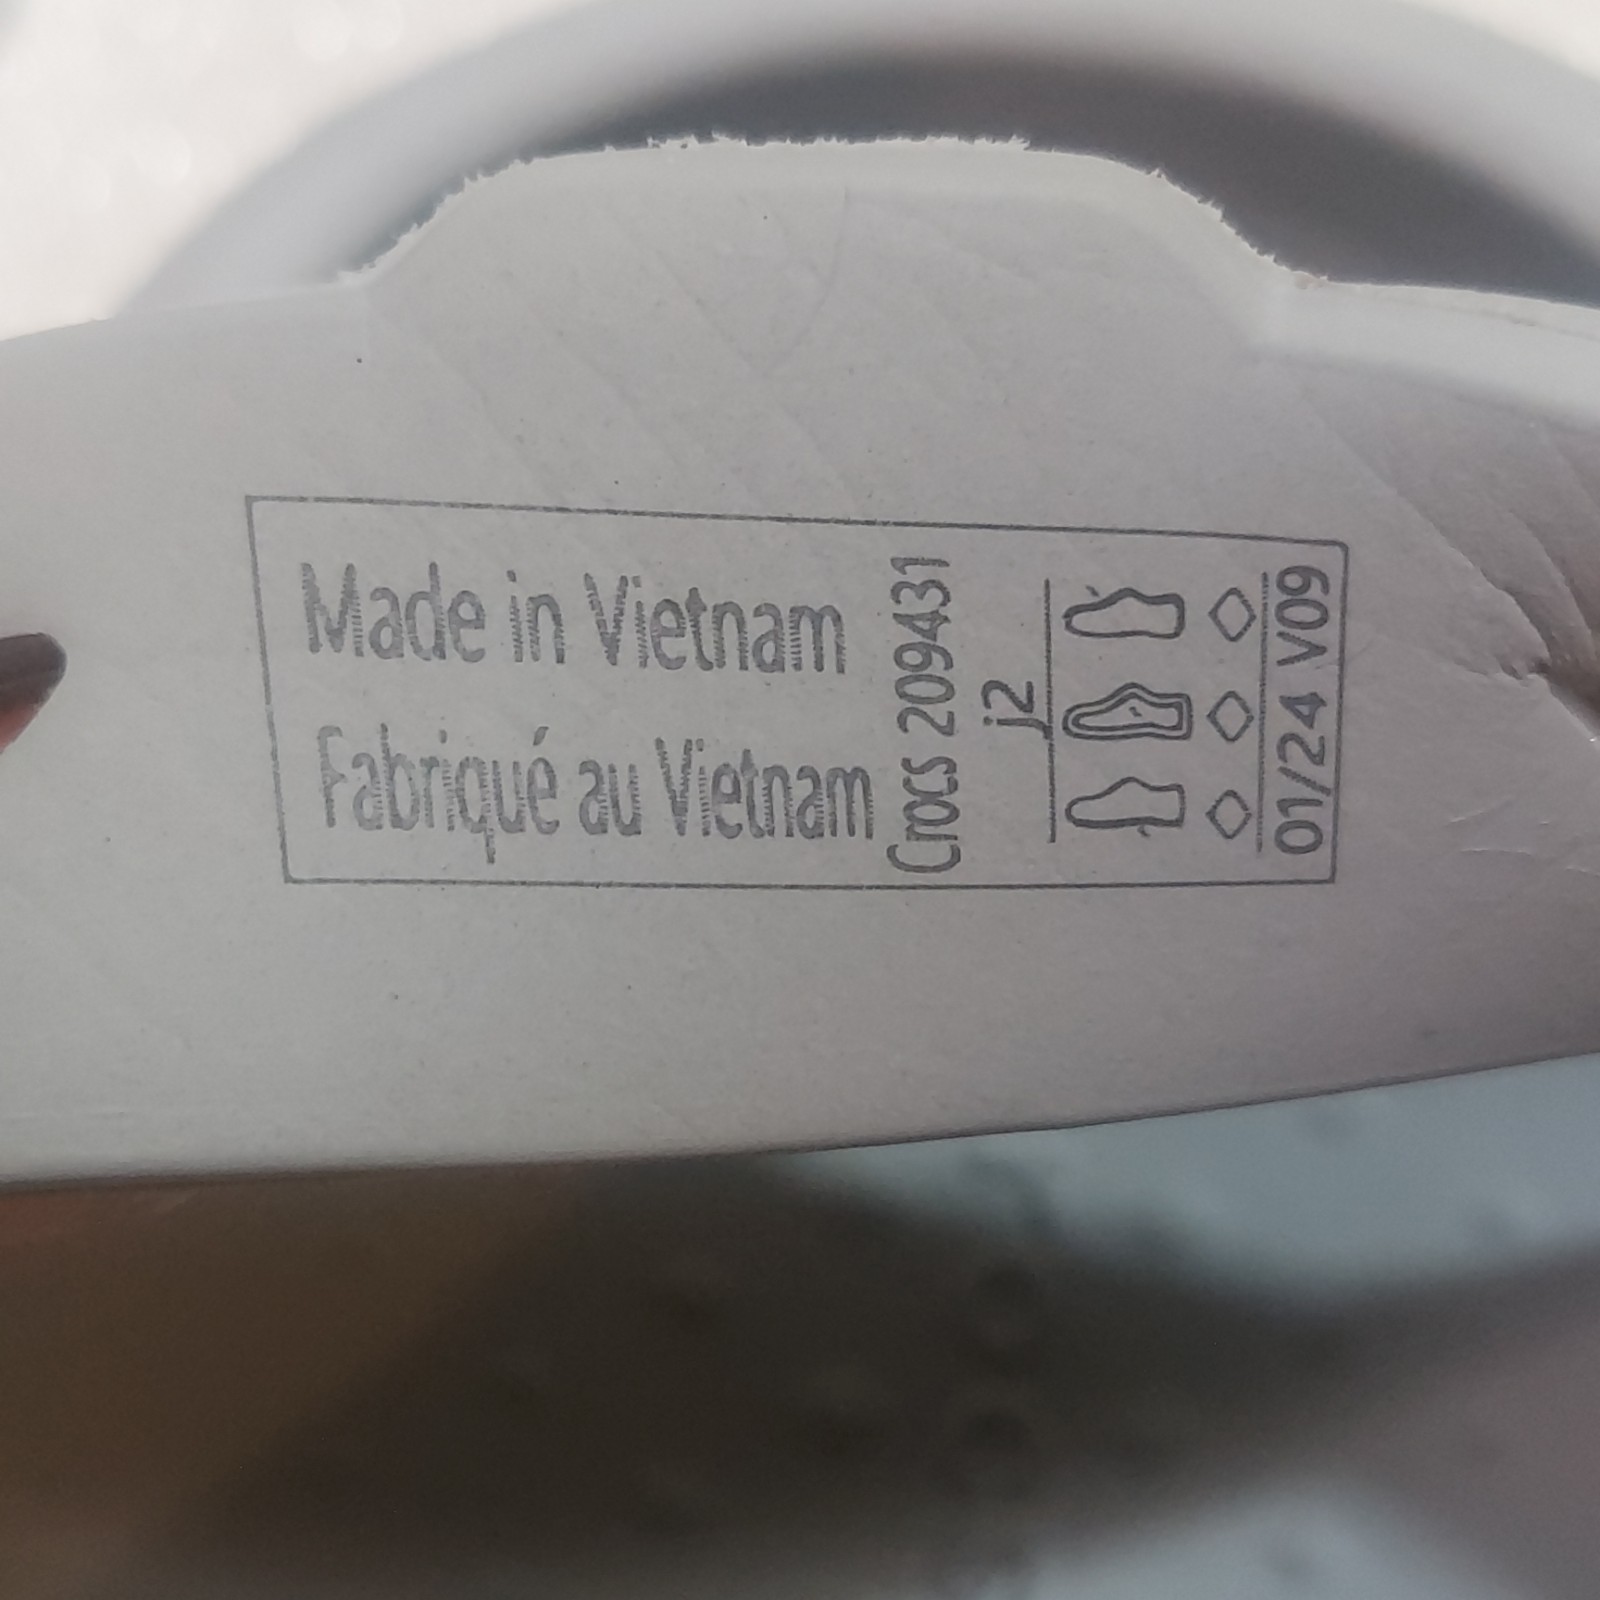 Made in Vietnam
Fabriqué au Vietnam
Crocs 209431
j2
01/24 V09